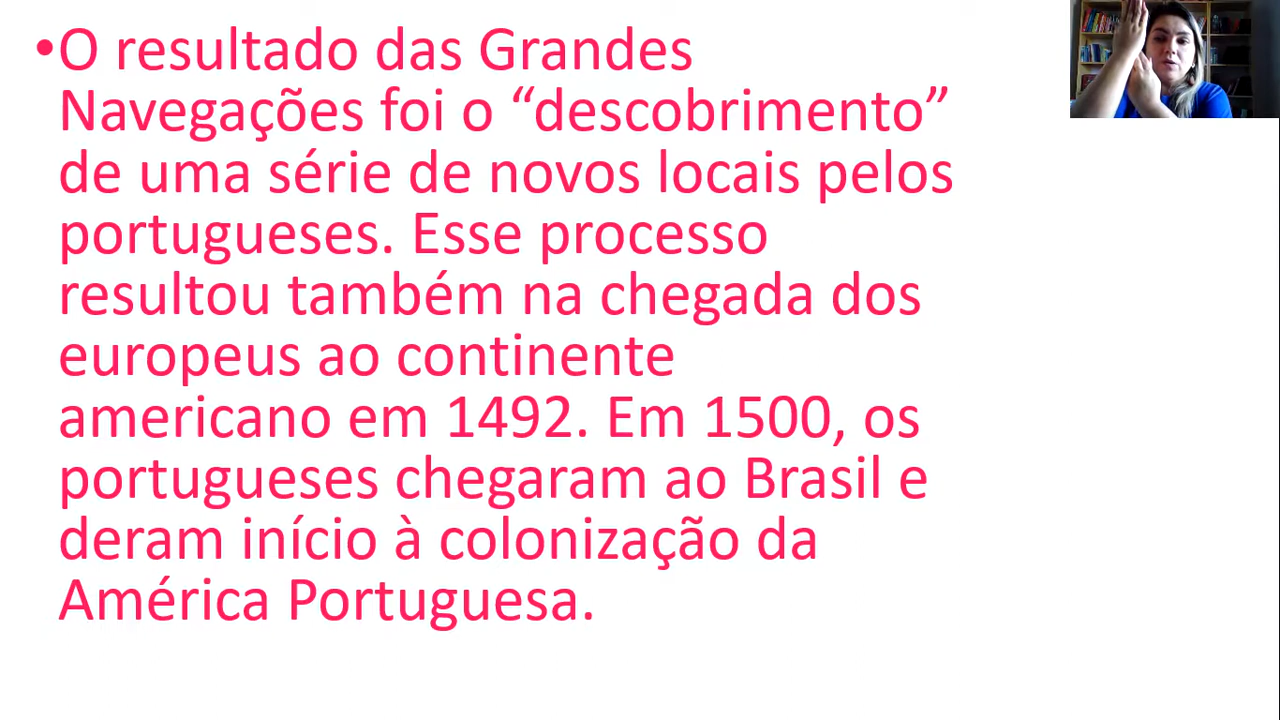 •O resultado das Grandes
Navegações foi o “descobrimento”
de uma série de novos locais pelos
portugueses. Esse processo
resultou também na chegada dos
europeus ao continente
americano em 1492. Em 1500, os
portugueses chegaram ao Brasil e
deram início à colonização da
América Portuguesa.